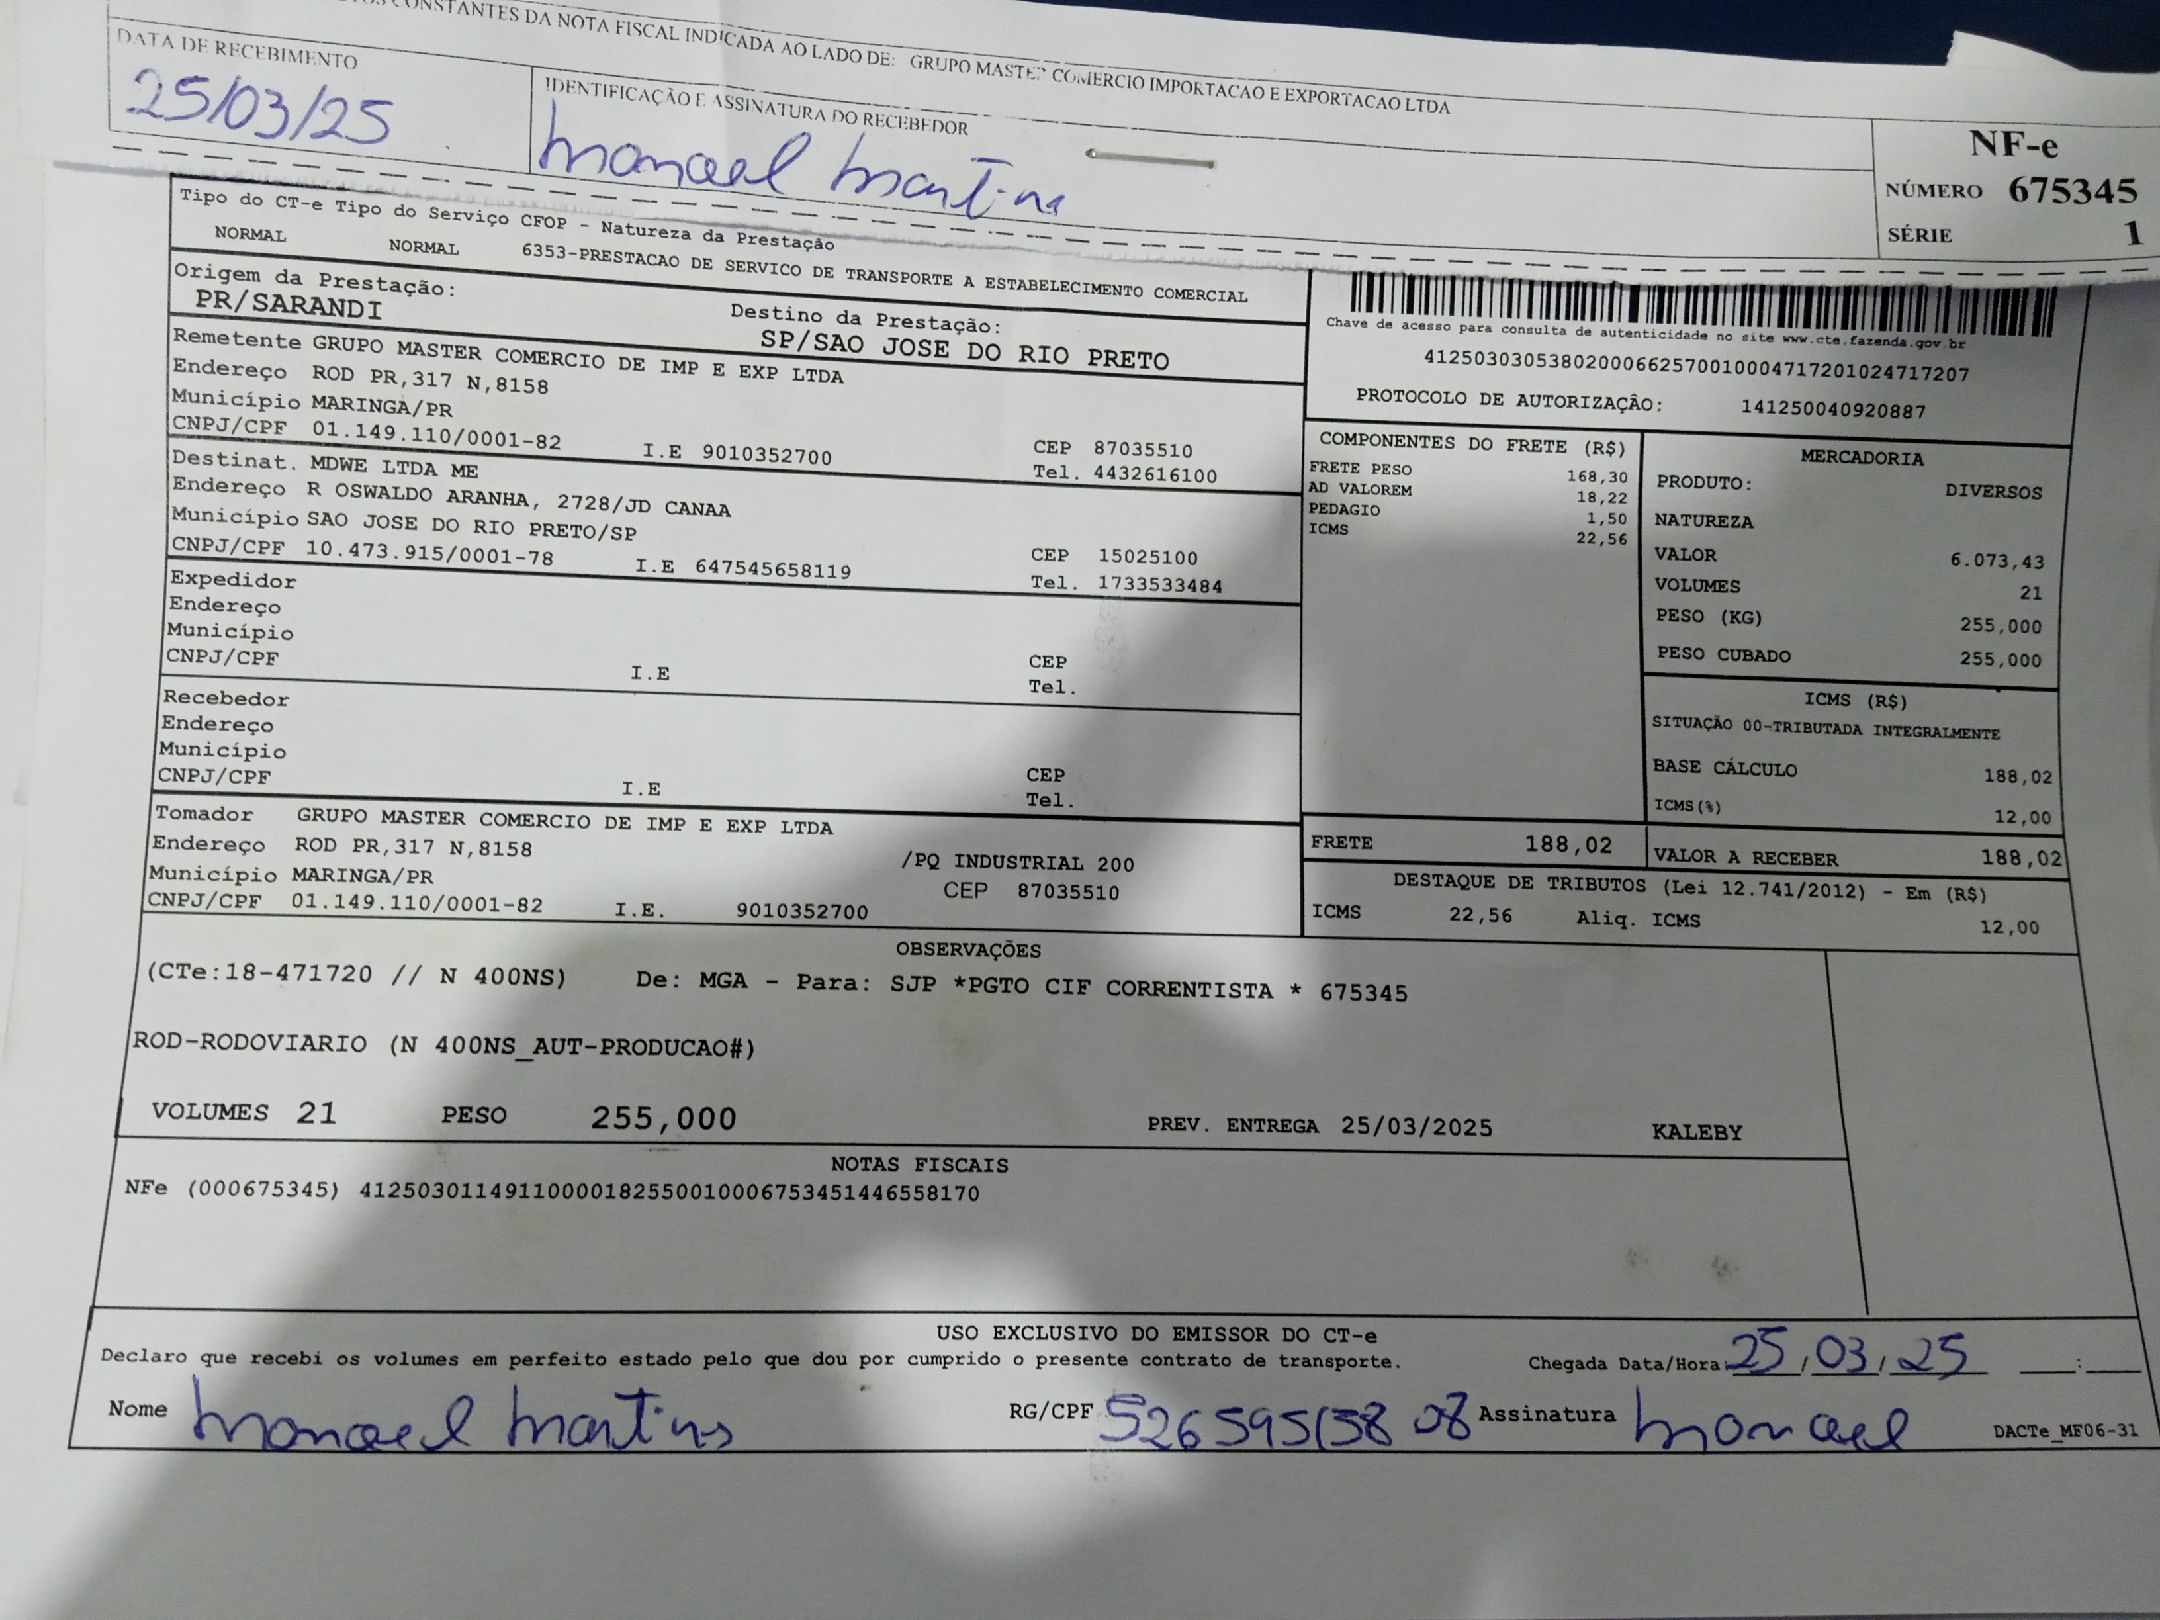 CONSTANTES DA NOTA FISCAL INDICADA AO LADO DE: GRUPO MASTER COMERCIO IMPORTACAO E EXPORTACAO LTDA
DATA DE RECEBIMENTO
25/03/25
IDENTIFICAÇÃO E ASSINATURA DO RECEBEDOR
Manoel Martins
NF-e
NÚMERO 675345
SÉRIE 1
Tipo do CT-e Tipo do Serviço CFOP - Natureza da Prestação
NORMAL NORMAL 6353-PRESTACAO DE SERVICO DE TRANSPORTE A ESTABELECIMENTO COMERCIAL
Origem da Prestação:
PR/SARANDI
Destino da Prestação:
SP/SAO JOSE DO RIO PRETO
Chave de acesso para consulta de autenticidade no site www.cte.fazenda.gov.br
41250303053802000662570010004717201024717207
PROTOCOLO DE AUTORIZAÇÃO: 141250040920887
Remetente GRUPO MASTER COMERCIO DE IMP E EXP LTDA
Endereço ROD PR,317 N,8158
Município MARINGA/PR
CEP 87035510
CNPJ/CPF 01.149.110/0001-82 I.E 9010352700
Tel. 4432616100
Destinat. MDWE LTDA ME
Endereço R OSWALDO ARANHA, 2728/JD CANAA
Município SAO JOSE DO RIO PRETO/SP
CEP 15025100
CNPJ/CPF 10.473.915/0001-78 I.E 647545658119
Tel. 1733533484
Expedidor
Endereço
Município
CEP
CNPJ/CPF I.E
Tel.
Recebedor
Endereço
Município
CEP
CNPJ/CPF I.E
Tel.
Tomador GRUPO MASTER COMERCIO DE IMP E EXP LTDA
Endereço ROD PR,317 N,8158 /PQ INDUSTRIAL 200
Município MARINGA/PR CEP 87035510
CNPJ/CPF 01.149.110/0001-82 I.E. 9010352700
COMPONENTES DO FRETE (R$)
FRETE PESO 168,30
AD VALOREM 18,22
PEDAGIO 1,50
ICMS 22,56
MERCADORIA
PRODUTO: DIVERSOS
NATUREZA
VALOR 6.073,43
VOLUMES 21
PESO (KG) 255,000
PESO CUBADO 255,000
ICMS (R$)
SITUAÇÃO 00-TRIBUTADA INTEGRALMENTE
BASE CÁLCULO 188,02
ICMS(%) 12,00
FRETE 188,02
VALOR A RECEBER 188,02
DESTAQUE DE TRIBUTOS (Lei 12.741/2012) - Em (R$)
ICMS 22,56 Aliq. ICMS 12,00
OBSERVAÇÕES
(CTe:18-471720 // N 400NS) De: MGA - Para: SJP *PGTO CIF CORRENTISTA * 675345
ROD-RODOVIARIO (N 400NS_AUT-PRODUCAO#)
VOLUMES 21 PESO 255,000 PREV. ENTREGA 25/03/2025 KALEBY
NOTAS FISCAIS
NFe (000675345) 41250301149110000182550010006753451446558170
USO EXCLUSIVO DO EMISSOR DO CT-e
Declaro que recebi os volumes em perfeito estado pelo que dou por cumprido o presente contrato de transporte. Chegada Data/Hora 25/03/25 :
Nome Manoel Martins RG/CPF Assinatura Manoel DACTe_MF06-31